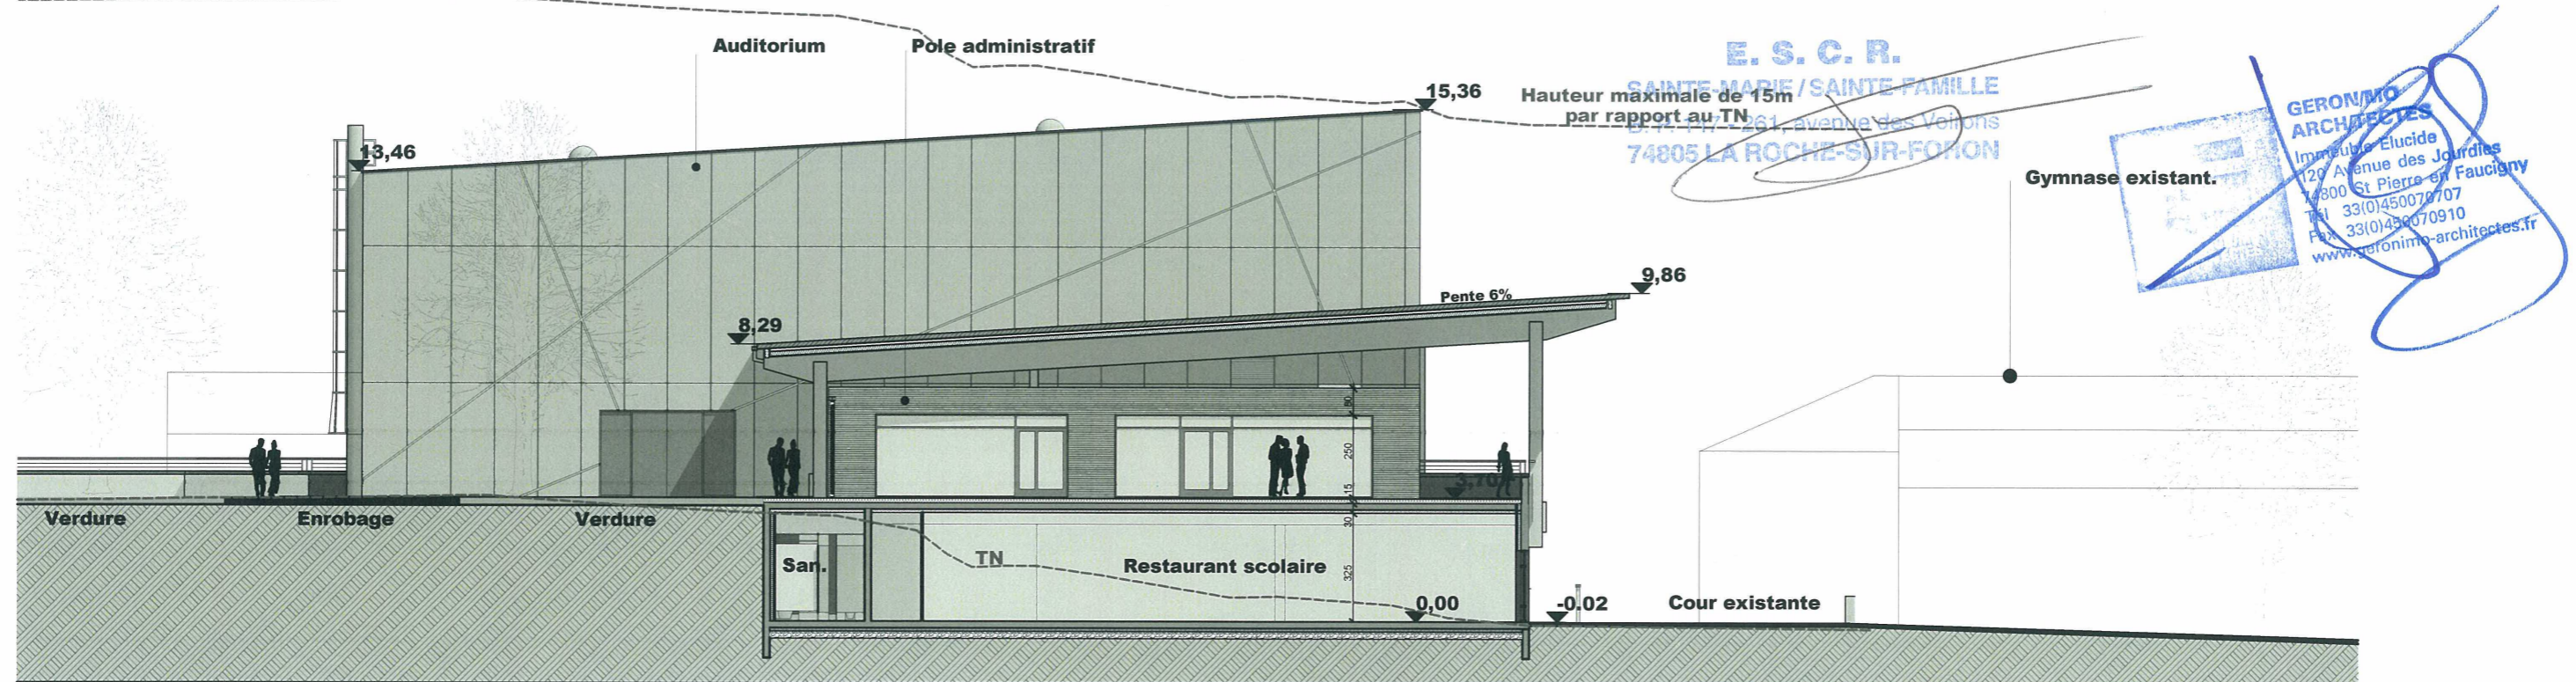 Auditorium
Pole administratif
15,36
Hauteur maximale de 15m
par rapport au TN
E. S. C. R.
SAINTE-MARIE / SAINTE-FAMILLE
261, avenue des Voirons
74805 LA ROCHE-SUR-FORON
GERONIMO
ARCHITECTES
Immeuble Elucide
120 Avenue des Jourdies
74800 St Pierre en Faucigny
Tél 33(0)450070707
Fax 33(0)450070910
www.geronimo-architectes.fr
13,46
Gymnase existant.
9,86
Pente 6%
8,29
80
250
15
3,70
Verdure
Enrobage
Verdure
30
San.
TN
Restaurant scolaire
325
0,00
-0.02
Cour existante